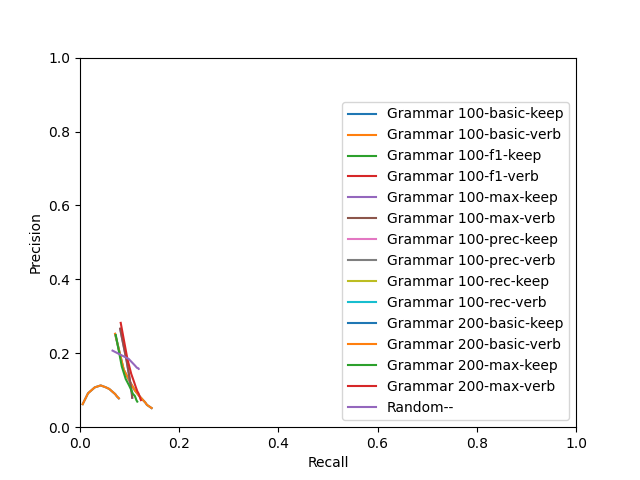 1.0
0.8
0.6
0.4
0.2
0.0
Precision
0.0 0.2 0.4 0.6 0.8 1.0
Recall
Grammar 100-basic-keep
Grammar 100-basic-verb
Grammar 100-f1-keep
Grammar 100-f1-verb
Grammar 100-max-keep
Grammar 100-max-verb
Grammar 100-prec-keep
Grammar 100-prec-verb
Grammar 100-rec-keep
Grammar 100-rec-verb
Grammar 200-basic-keep
Grammar 200-basic-verb
Grammar 200-max-keep
Grammar 200-max-verb
Random--